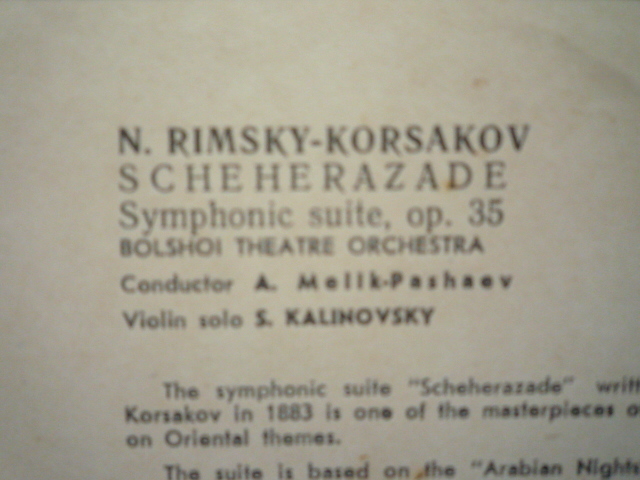 N. RIMSKY-KORSAKOV
SCHEHERAZADE
Symphonic suite, op. 35
BOLSHOI THEATRE ORCHESTRA
Conductor A. Melik-Pashaev
Violin solo S. KALINOVSKY
The symphonic suite "Scheherazade" writt
Korsakov in 1883 is one of the masterpieces o
on Oriental themes.
The suite is based on the "Arabian Nights